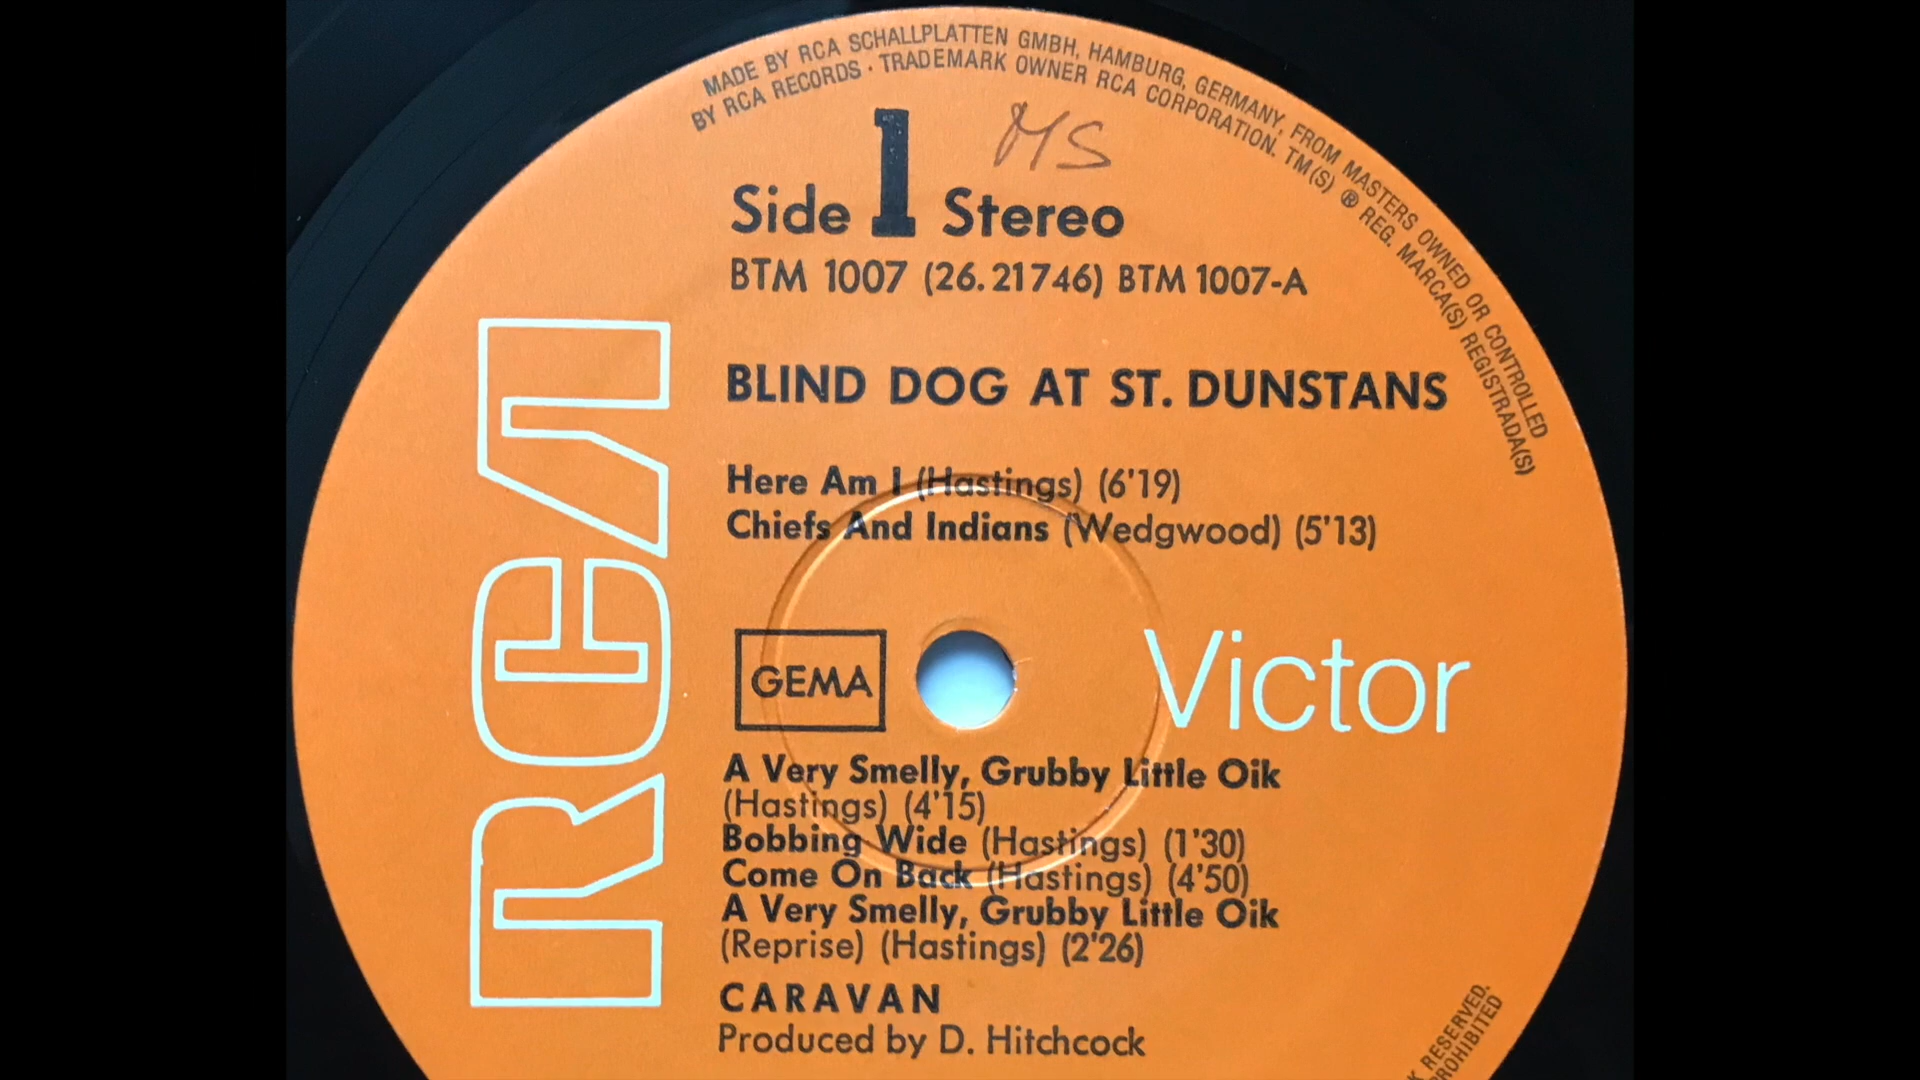 MADE BY RCA SCHALLPLATTEN GMBH, HAMBURG, GERMANY, FROM MASTERS OWNED OR CONTROLLED
BY RCA RECORDS · TRADEMARK OWNER RCA CORPORATION. TM(S) ® REG. MARCA(S) REGISTRADA(S)
MS
Side 1 Stereo
BTM 1007 (26.21746) BTM 1007-A
BLIND DOG AT ST. DUNSTANS
Here Am I (Hastings) (6'19)
Chiefs And Indians (Wedgwood) (5'13)
RCA
GEMA
Victor
A Very Smelly, Grubby Little Oik
(Hastings) (4'15)
Bobbing Wide (Hastings) (1'30)
Come On Back (Hastings) (4'50)
A Very Smelly, Grubby Little Oik
(Reprise) (Hastings) (2'26)
CARAVAN
Produced by D. Hitchcock
RESERVED.
PROHIBITED